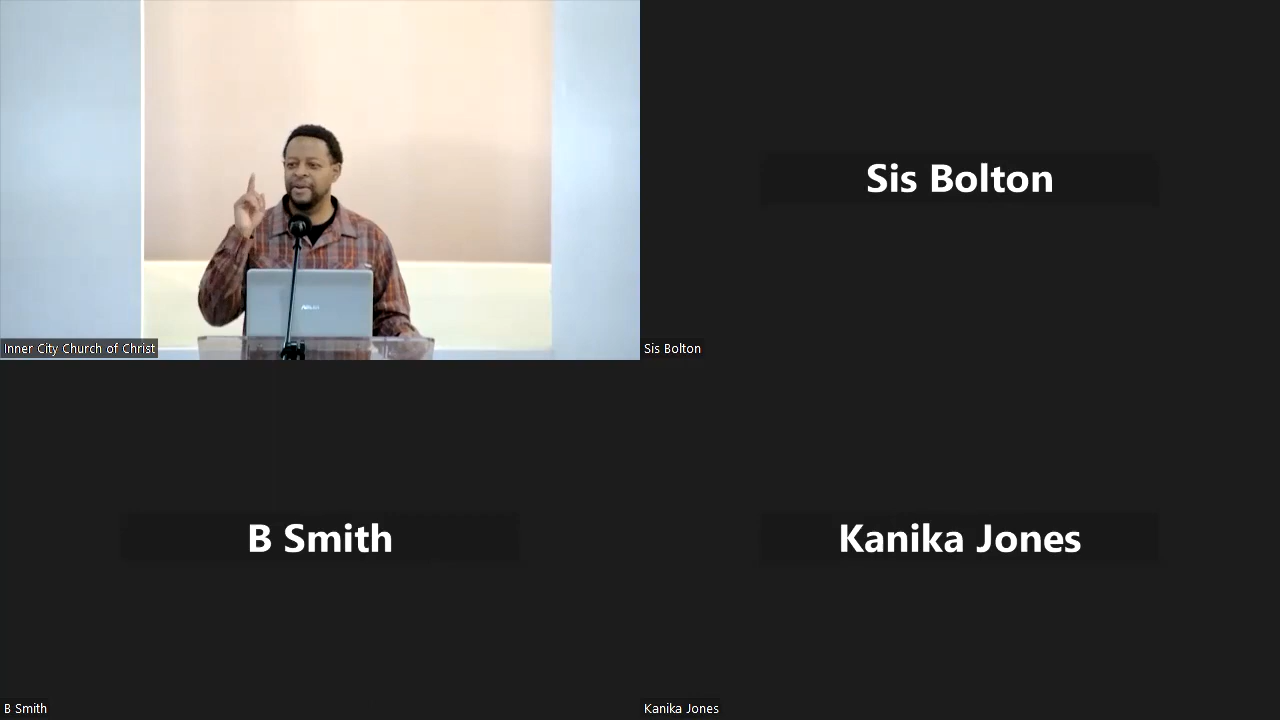 Inner City Church of Christ
Sis Bolton
Sis Bolton
B Smith
Kanika Jones
B Smith
Kanika Jones